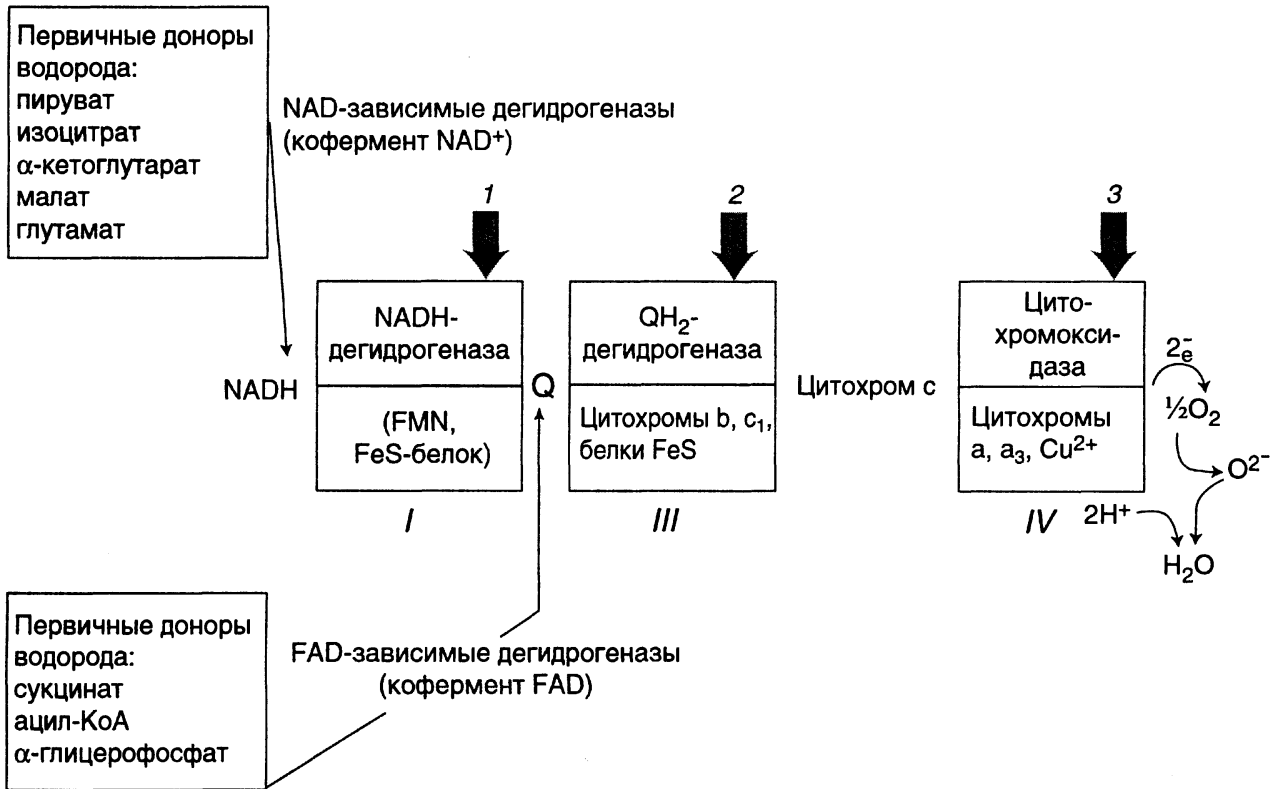 Первичные доноры
водорода:
пируват
изоцитрат
α-кетоглутарат
малат
глутамат
NAD-зависимые дегидрогеназы
(кофермент NAD⁺)
1
2
3
NADH
NADH-
дегидрогеназа
(FMN,
FeS-белок)
I
Q
QH₂-
дегидрогеназа
Цитохромы b, c₁,
белки FeS
III
Цитохром c
Цито-
хромокси-
даза
Цитохромы
a, a₃, Cu²⁺
IV
2e⁻
½O₂
O²⁻
2H⁺
H₂O
Первичные доноры
водорода:
сукцинат
ацил-КоА
α-глицерофосфат
FAD-зависимые дегидрогеназы
(кофермент FAD)